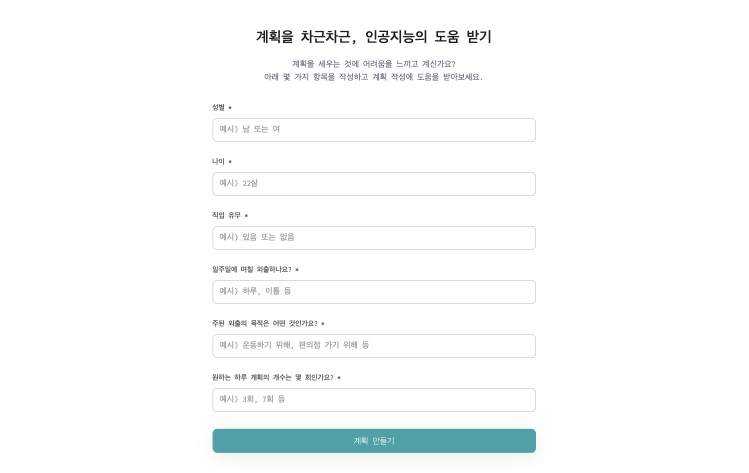 계획을 차근차근, 인공지능의 도움 받기
계획을 세우는 것에 어려움을 느끼고 계신가요?
아래 몇 가지 항목을 작성하고 계획 작성에 도움을 받아보세요.
성별 *
예시) 남 또는 여
나이 *
예시) 22살
직업 유무 *
예시) 있음 또는 없음
일주일에 며칠 외출하나요? *
예시) 하루, 이틀 등
주된 외출의 목적은 어떤 것인가요? *
예시) 운동하기 위해, 편의점 가기 위해 등
원하는 하루 계획의 개수는 몇 회인가요? *
예시) 3회, 7회 등
계획 만들기